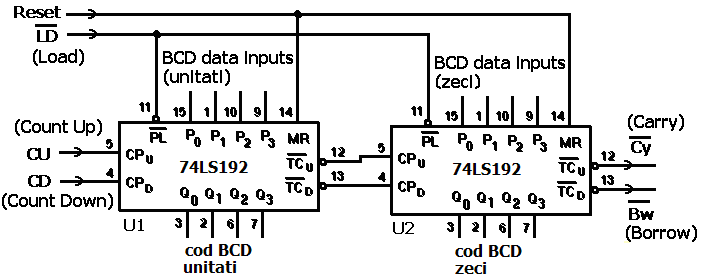 Reset
LD
(Load)
BCD data Inputs
(unitati)
BCD data Inputs
(zeci)
11 15 1 10 9 14
11 15 1 10 9 14
(Count Up)
CU
CD
(Count Down)
5
4
PL P0 P1 P2 P3 MR
CPU
74LS192
TCU
CPD
TCD
Q0 Q1 Q2 Q3
12
13
5
4
PL P0 P1 P2 P3 MR
CPU
74LS192
TCU
CPD
TCD
Q0 Q1 Q2 Q3
12
13
(Carry)
Cy
Bw
(Borrow)
U1
3 2 6 7
U2
3 2 6 7
cod BCD
unitati
cod BCD
zeci